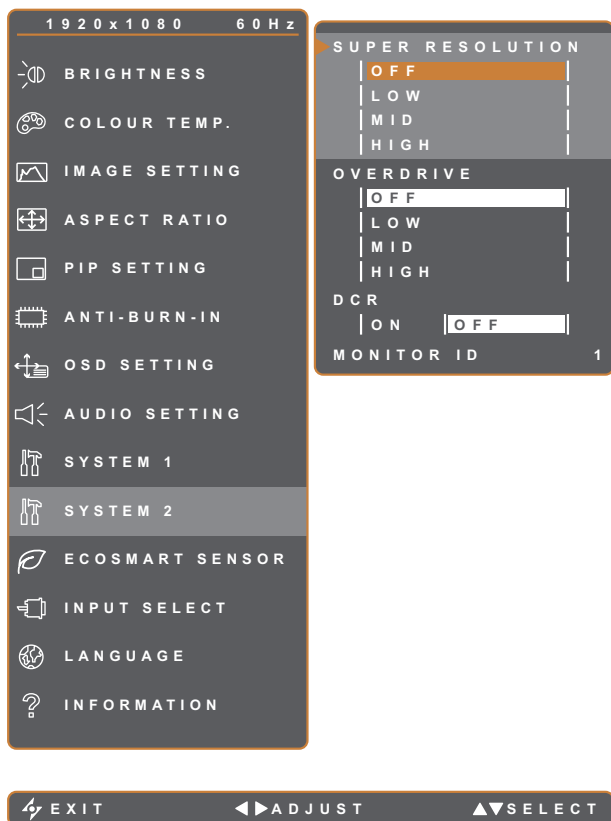 1920x1080 60Hz
BRIGHTNESS
COLOUR TEMP.
IMAGE SETTING
ASPECT RATIO
PIP SETTING
ANTI-BURN-IN
OSD SETTING
AUDIO SETTING
SYSTEM 1
SYSTEM 2
ECOSMART SENSOR
INPUT SELECT
LANGUAGE
INFORMATION
SUPER RESOLUTION
OFF
LOW
MID
HIGH
OVERDRIVE
OFF
LOW
MID
HIGH
DCR
ON OFF
MONITOR ID 1
EXIT ADJUST SELECT